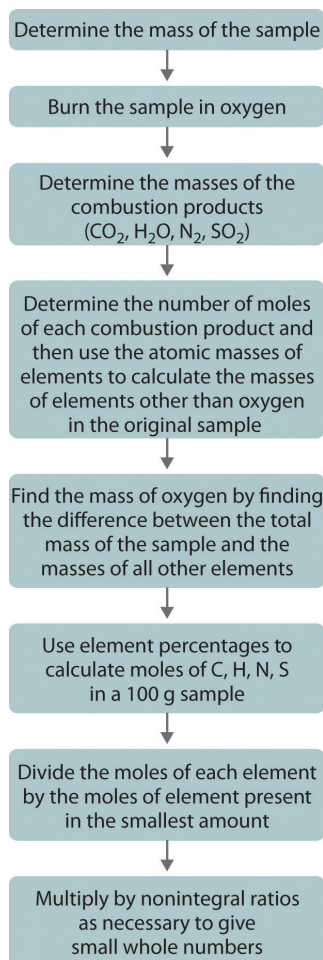 Determine the mass of the sample
Burn the sample in oxygen
Determine the masses of the
combustion products
(CO₂, H₂O, N₂, SO₂)
Determine the number of moles
of each combustion product and
then use the atomic masses of
elements to calculate the masses
of elements other than oxygen
in the original sample
Find the mass of oxygen by finding
the difference between the total
mass of the sample and the
masses of all other elements
Use element percentages to
calculate moles of C, H, N, S
in a 100 g sample
Divide the moles of each element
by the moles of element present
in the smallest amount
Multiply by nonintegral ratios
as necessary to give
small whole numbers